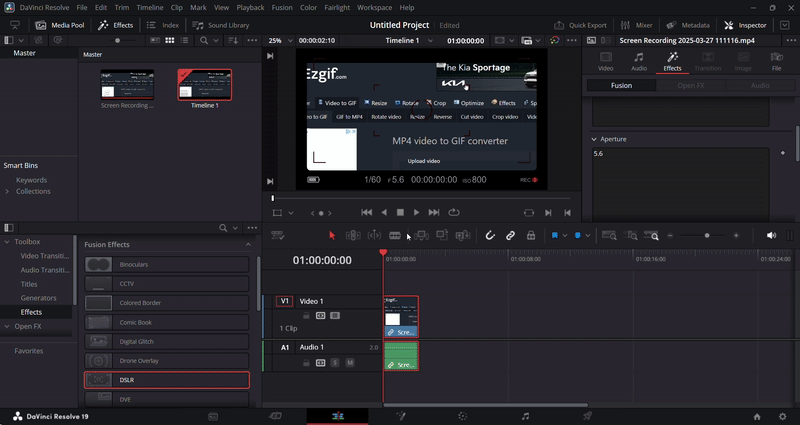 DaVinci Resolve File Edit Trim Timeline Clip Mark View Playback Fusion Color Fairlight Workspace Help
Media Pool Effects Index Sound Library Untitled Project Edited Quick Export Mixer Metadata Inspector
25% 00:00:02:10 Timeline 1 01:00:00:00 Screen Recording 2025-03-27 111116.mp4
Master Master
Screen Recording ... Timeline 1
Video Audio Effects Transition Image File
Fusion Open FX Audio
Ezgif.com The Kia Sportage
KIA
Video to GIF Resize Rotate Crop Optimize Effects
to GIF GIF to MP4 Rotate video Resize Reverse Cut video Crop video
MP4 video to GIF converter
Upload video
1/60 F 5.6 00:00:00:00 ISO 800 REC
Aperture
5.6
Smart Bins
Keywords
Collections
Toolbox
Video Transiti...
Audio Transiti...
Titles
Generators
Effects
Open FX
Favorites
Fusion Effects
Binoculars
CCTV
Colored Border
Comic Book
Digital Glitch
Drone Overlay
DSLR
DVE
01:00:00:00 01:00:00:00 01:00:08:00 01:00:16:00 01:00:24:00
V1 Video 1
1 Clip
Scre...
A1 Audio 1 2.0
S M
Scre...
DaVinci Resolve 19